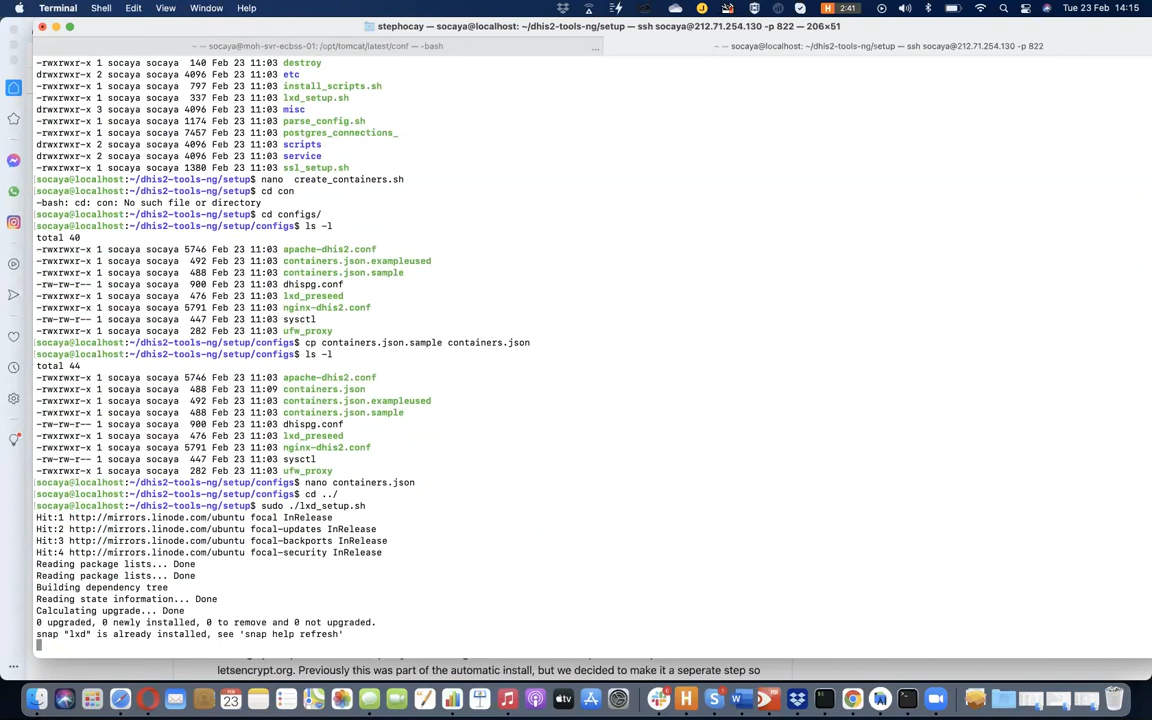 Terminal Shell Edit View Window Help 2:41 Tue 23 Feb 14:15
stephocay — socaya@localhost: ~/dhis2-tools-ng/setup — ssh socaya@212.71.254.130 -p 822 — 206×51
~ — socaya@moh-svr-ecbss-01: /opt/tomcat/latest/conf — -bash ... ~ — socaya@localhost: ~/dhis2-tools-ng/setup — ssh socaya@212.71.254.130 -p 822
-rwxrwxr-x 1 socaya socaya 140 Feb 23 11:03 destroy
drwxrwxr-x 2 socaya socaya 4096 Feb 23 11:03 etc
-rwxrwxr-x 1 socaya socaya 797 Feb 23 11:03 install_scripts.sh
-rwxrwxr-x 1 socaya socaya 337 Feb 23 11:03 lxd_setup.sh
drwxrwxr-x 3 socaya socaya 4096 Feb 23 11:03 misc
-rwxrwxr-x 1 socaya socaya 1174 Feb 23 11:03 parse_config.sh
-rwxrwxr-x 1 socaya socaya 7457 Feb 23 11:03 postgres_connections_
drwxrwxr-x 2 socaya socaya 4096 Feb 23 11:03 scripts
drwxrwxr-x 2 socaya socaya 4096 Feb 23 11:03 service
-rwxrwxr-x 1 socaya socaya 1380 Feb 23 11:03 ssl_setup.sh
[socaya@localhost:~/dhis2-tools-ng/setup$ nano  create_containers.sh
[socaya@localhost:~/dhis2-tools-ng/setup$ cd con
-bash: cd: con: No such file or directory
[socaya@localhost:~/dhis2-tools-ng/setup$ cd configs/
[socaya@localhost:~/dhis2-tools-ng/setup/configs$ ls -l
total 40
-rwxrwxr-x 1 socaya socaya 5746 Feb 23 11:03 apache-dhis2.conf
-rwxrwxr-x 1 socaya socaya 492 Feb 23 11:03 containers.json.exampleused
-rwxrwxr-x 1 socaya socaya 488 Feb 23 11:03 containers.json.sample
-rw-rw-r-- 1 socaya socaya 900 Feb 23 11:03 dhispg.conf
-rwxrwxr-x 1 socaya socaya 476 Feb 23 11:03 lxd_preseed
-rwxrwxr-x 1 socaya socaya 5791 Feb 23 11:03 nginx-dhis2.conf
-rw-rw-r-- 1 socaya socaya 447 Feb 23 11:03 sysctl
-rwxrwxr-x 1 socaya socaya 282 Feb 23 11:03 ufw_proxy
[socaya@localhost:~/dhis2-tools-ng/setup/configs$ cp containers.json.sample containers.json
[socaya@localhost:~/dhis2-tools-ng/setup/configs$ ls -l
total 44
-rwxrwxr-x 1 socaya socaya 5746 Feb 23 11:03 apache-dhis2.conf
-rwxrwxr-x 1 socaya socaya 488 Feb 23 11:09 containers.json
-rwxrwxr-x 1 socaya socaya 492 Feb 23 11:03 containers.json.exampleused
-rwxrwxr-x 1 socaya socaya 488 Feb 23 11:03 containers.json.sample
-rw-rw-r-- 1 socaya socaya 900 Feb 23 11:03 dhispg.conf
-rwxrwxr-x 1 socaya socaya 476 Feb 23 11:03 lxd_preseed
-rwxrwxr-x 1 socaya socaya 5791 Feb 23 11:03 nginx-dhis2.conf
-rw-rw-r-- 1 socaya socaya 447 Feb 23 11:03 sysctl
-rwxrwxr-x 1 socaya socaya 282 Feb 23 11:03 ufw_proxy
[socaya@localhost:~/dhis2-tools-ng/setup/configs$ nano containers.json
[socaya@localhost:~/dhis2-tools-ng/setup/configs$ cd ../
[socaya@localhost:~/dhis2-tools-ng/setup$ sudo ./lxd_setup.sh
Hit:1 http://mirrors.linode.com/ubuntu focal InRelease
Hit:2 http://mirrors.linode.com/ubuntu focal-updates InRelease
Hit:3 http://mirrors.linode.com/ubuntu focal-backports InRelease
Hit:4 http://mirrors.linode.com/ubuntu focal-security InRelease
Reading package lists... Done
Reading package lists... Done
Building dependency tree
Reading state information... Done
Calculating upgrade... Done
0 upgraded, 0 newly installed, 0 to remove and 0 not upgraded.
snap "lxd" is already installed, see 'snap help refresh'
letsencrypt.org. Previously this was part of the automatic install, but we decided to make it a seperate step so